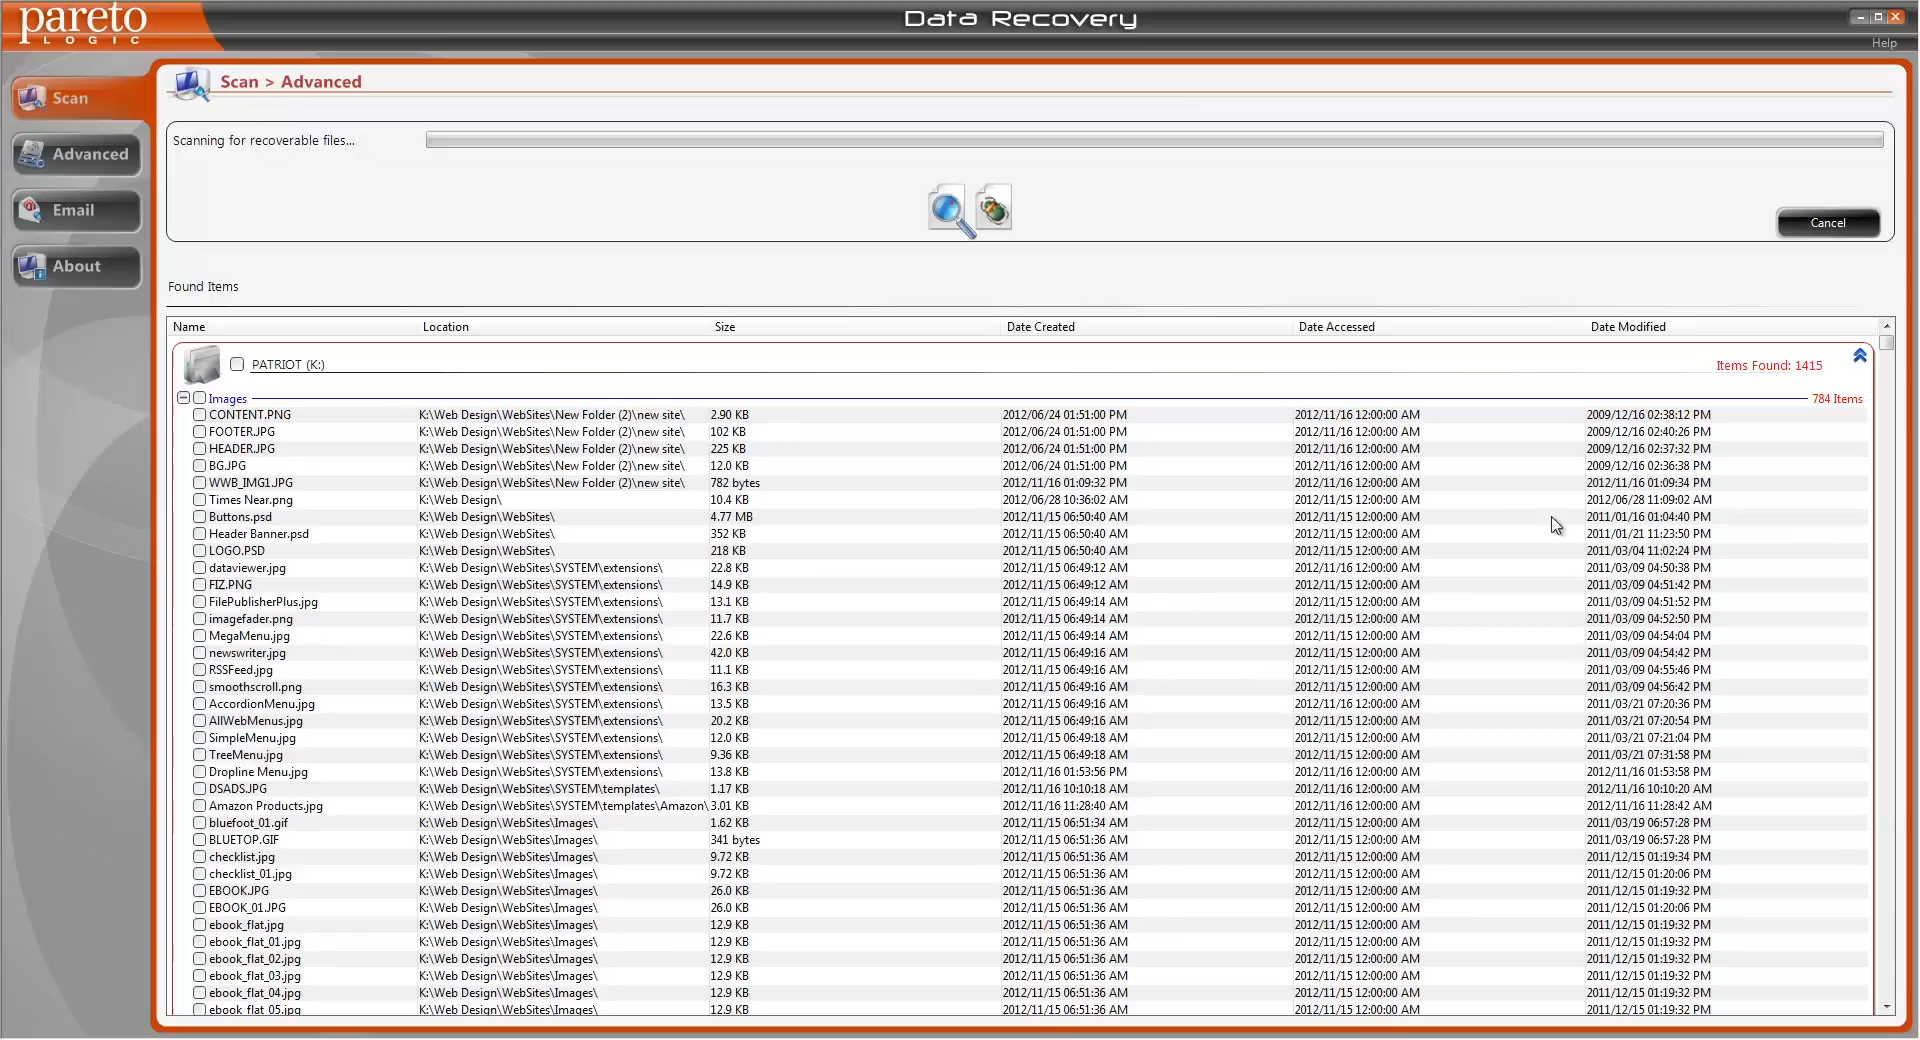 pareto
LOGIC
Data Recovery
Help
Scan
Advanced
Email
About
Scan > Advanced
Scanning for recoverable files...
Cancel
Found Items
Name Location Size Date Created Date Accessed Date Modified
PATRIOT (K:) Items Found: 1415
Images 784 Items
CONTENT.PNG K:\Web Design\WebSites\New Folder (2)\new site\ 2.90 KB 2012/06/24 01:51:00 PM 2012/11/16 12:00:00 AM 2009/12/16 02:38:12 PM
FOOTER.JPG K:\Web Design\WebSites\New Folder (2)\new site\ 102 KB 2012/06/24 01:51:00 PM 2012/11/16 12:00:00 AM 2009/12/16 02:40:26 PM
HEADER.JPG K:\Web Design\WebSites\New Folder (2)\new site\ 225 KB 2012/06/24 01:51:00 PM 2012/11/16 12:00:00 AM 2009/12/16 02:37:32 PM
BG.JPG K:\Web Design\WebSites\New Folder (2)\new site\ 12.0 KB 2012/06/24 01:51:00 PM 2012/11/16 12:00:00 AM 2009/12/16 02:36:38 PM
WWB_IMG1.JPG K:\Web Design\WebSites\New Folder (2)\new site\ 782 bytes 2012/11/16 01:09:32 PM 2012/11/16 12:00:00 AM 2012/11/16 01:09:34 PM
Times Near.png K:\Web Design\ 10.4 KB 2012/06/28 10:36:02 AM 2012/11/15 12:00:00 AM 2012/06/28 11:09:02 AM
Buttons.psd K:\Web Design\WebSites\ 4.77 MB 2012/11/15 06:50:40 AM 2012/11/15 12:00:00 AM 2011/01/16 01:04:40 PM
Header Banner.psd K:\Web Design\WebSites\ 352 KB 2012/11/15 06:50:40 AM 2012/11/15 12:00:00 AM 2011/01/21 11:23:50 PM
LOGO.PSD K:\Web Design\WebSites\ 218 KB 2012/11/15 06:50:40 AM 2012/11/15 12:00:00 AM 2011/03/04 11:02:24 PM
dataviewer.jpg K:\Web Design\WebSites\SYSTEM\extensions\ 22.8 KB 2012/11/15 06:49:12 AM 2012/11/16 12:00:00 AM 2011/03/09 04:50:38 PM
FIZ.PNG K:\Web Design\WebSites\SYSTEM\extensions\ 14.9 KB 2012/11/15 06:49:12 AM 2012/11/15 12:00:00 AM 2011/03/09 04:51:42 PM
FilePublisherPlus.jpg K:\Web Design\WebSites\SYSTEM\extensions\ 13.1 KB 2012/11/15 06:49:14 AM 2012/11/15 12:00:00 AM 2011/03/09 04:51:52 PM
imagefader.png K:\Web Design\WebSites\SYSTEM\extensions\ 11.7 KB 2012/11/15 06:49:14 AM 2012/11/15 12:00:00 AM 2011/03/09 04:52:50 PM
MegaMenu.jpg K:\Web Design\WebSites\SYSTEM\extensions\ 22.6 KB 2012/11/15 06:49:14 AM 2012/11/15 12:00:00 AM 2011/03/09 04:54:04 PM
newswriter.jpg K:\Web Design\WebSites\SYSTEM\extensions\ 42.0 KB 2012/11/15 06:49:16 AM 2012/11/15 12:00:00 AM 2011/03/09 04:54:42 PM
RSSFeed.jpg K:\Web Design\WebSites\SYSTEM\extensions\ 11.1 KB 2012/11/15 06:49:16 AM 2012/11/15 12:00:00 AM 2011/03/09 04:55:46 PM
smoothscroll.png K:\Web Design\WebSites\SYSTEM\extensions\ 16.3 KB 2012/11/15 06:49:16 AM 2012/11/15 12:00:00 AM 2011/03/09 04:56:42 PM
AccordionMenu.jpg K:\Web Design\WebSites\SYSTEM\extensions\ 13.5 KB 2012/11/15 06:49:16 AM 2012/11/16 12:00:00 AM 2011/03/21 07:20:36 PM
AllWebMenus.jpg K:\Web Design\WebSites\SYSTEM\extensions\ 20.2 KB 2012/11/15 06:49:16 AM 2012/11/15 12:00:00 AM 2011/03/21 07:20:54 PM
SimpleMenu.jpg K:\Web Design\WebSites\SYSTEM\extensions\ 12.0 KB 2012/11/15 06:49:18 AM 2012/11/15 12:00:00 AM 2011/03/21 07:21:04 PM
TreeMenu.jpg K:\Web Design\WebSites\SYSTEM\extensions\ 9.36 KB 2012/11/15 06:49:18 AM 2012/11/15 12:00:00 AM 2011/03/21 07:31:58 PM
Dropline Menu.jpg K:\Web Design\WebSites\SYSTEM\extensions\ 13.8 KB 2012/11/16 01:53:56 PM 2012/11/16 12:00:00 AM 2012/11/16 01:53:58 PM
DSADS.JPG K:\Web Design\WebSites\SYSTEM\templates\ 1.17 KB 2012/11/16 10:10:18 AM 2012/11/16 12:00:00 AM 2012/11/16 10:10:20 AM
Amazon Products.jpg K:\Web Design\WebSites\SYSTEM\templates\Amazon\ 3.01 KB 2012/11/16 11:28:40 AM 2012/11/16 12:00:00 AM 2012/11/16 11:28:42 AM
bluefoot_01.gif K:\Web Design\WebSites\Images\ 1.62 KB 2012/11/15 06:51:34 AM 2012/11/15 12:00:00 AM 2011/03/19 06:57:28 PM
BLUETOP.GIF K:\Web Design\WebSites\Images\ 341 bytes 2012/11/15 06:51:36 AM 2012/11/15 12:00:00 AM 2011/03/19 06:57:28 PM
checklist.jpg K:\Web Design\WebSites\Images\ 9.72 KB 2012/11/15 06:51:36 AM 2012/11/15 12:00:00 AM 2011/12/15 01:19:34 PM
checklist_01.jpg K:\Web Design\WebSites\Images\ 9.72 KB 2012/11/15 06:51:36 AM 2012/11/15 12:00:00 AM 2011/12/15 01:20:06 PM
EBOOK.JPG K:\Web Design\WebSites\Images\ 26.0 KB 2012/11/15 06:51:36 AM 2012/11/15 12:00:00 AM 2011/12/15 01:19:32 PM
EBOOK_01.JPG K:\Web Design\WebSites\Images\ 26.0 KB 2012/11/15 06:51:36 AM 2012/11/15 12:00:00 AM 2011/12/15 01:20:06 PM
ebook_flat.jpg K:\Web Design\WebSites\Images\ 12.9 KB 2012/11/15 06:51:36 AM 2012/11/15 12:00:00 AM 2011/12/15 01:19:32 PM
ebook_flat_01.jpg K:\Web Design\WebSites\Images\ 12.9 KB 2012/11/15 06:51:36 AM 2012/11/15 12:00:00 AM 2011/12/15 01:19:32 PM
ebook_flat_02.jpg K:\Web Design\WebSites\Images\ 12.9 KB 2012/11/15 06:51:36 AM 2012/11/15 12:00:00 AM 2011/12/15 01:19:32 PM
ebook_flat_03.jpg K:\Web Design\WebSites\Images\ 12.9 KB 2012/11/15 06:51:36 AM 2012/11/15 12:00:00 AM 2011/12/15 01:19:32 PM
ebook_flat_04.jpg K:\Web Design\WebSites\Images\ 12.9 KB 2012/11/15 06:51:36 AM 2012/11/15 12:00:00 AM 2011/12/15 01:19:32 PM
ebook_flat_05.jpg K:\Web Design\WebSites\Images\ 12.9 KB 2012/11/15 06:51:36 AM 2012/11/15 12:00:00 AM 2011/12/15 01:19:32 PM